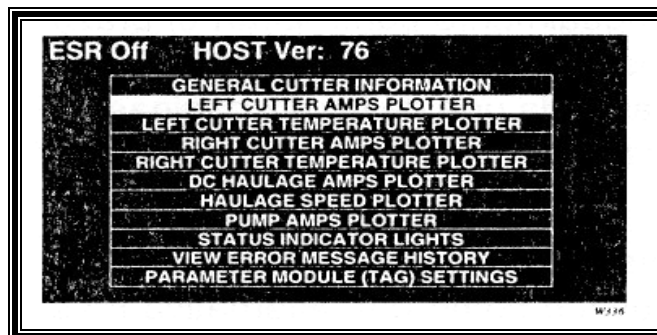 ESR Off HOST Ver: 76
GENERAL CUTTER INFORMATION
LEFT CUTTER AMPS PLOTTER
LEFT CUTTER TEMPERATURE PLOTTER
RIGHT CUTTER AMPS PLOTTER
RIGHT CUTTER TEMPERATURE PLOTTER
DC HAULAGE AMPS PLOTTER
HAULAGE SPEED PLOTTER
PUMP AMPS PLOTTER
STATUS INDICATOR LIGHTS
VIEW ERROR MESSAGE HISTORY
PARAMETER MODULE (TAG) SETTINGS
W336